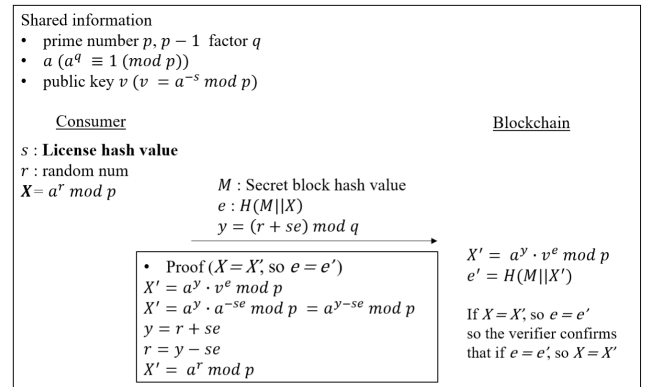 Shared information
• prime number p, p − 1 factor q
• a (a^q ≡ 1 (mod p))
• public key v (v = a^{−s} mod p)
Consumer
Blockchain
s : License hash value
r : random num
X= a^r mod p
M : Secret block hash value
e : H(M||X)
y = (r + se) mod q
• Proof (X = X′, so e = e′)
X′ = a^y · v^e mod p
X′ = a^y · a^{−se} mod p = a^{y−se} mod p
y = r + se
r = y − se
X′ = a^r mod p
X′ = a^y · v^e mod p
e′ = H(M||X′)
If X = X′, so e = e′
so the verifier confirms
that if e = e′, so X = X′